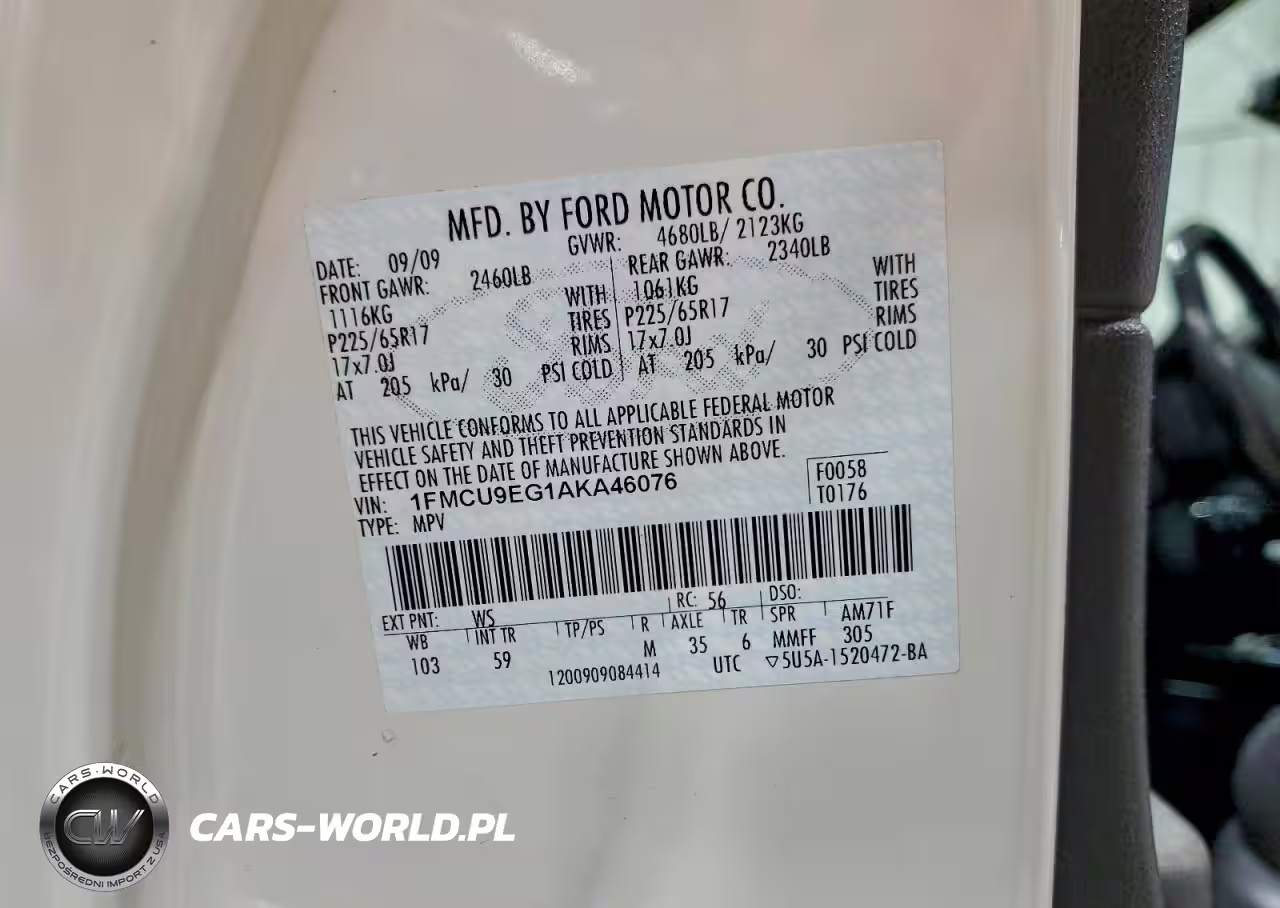 MFD. BY FORD MOTOR CO.
DATE: 09/09 GVWR: 4680LB/ 2123KG
FRONT GAWR: 2460LB REAR GAWR: 2340LB
1116KG WITH 1061KG WITH
P225/65R17 TIRES P225/65R17 TIRES
17x7.0J RIMS 17x7.0J RIMS
AT 205 kPa/ 30 PSI COLD AT 205 kPa/ 30 PSI COLD
THIS VEHICLE CONFORMS TO ALL APPLICABLE FEDERAL MOTOR
VEHICLE SAFETY AND THEFT PREVENTION STANDARDS IN
EFFECT ON THE DATE OF MANUFACTURE SHOWN ABOVE.
VIN: 1FMCU9EG1AKA46076 F0058
TYPE: MPV T0176
EXT PNT: WS RC: 56 DSO:
WB INT TR TP/PS R AXLE TR SPR AM71F
103 59 M 35 6 MMFF 305
1200909084414 UTC ▽5U5A-1520472-BA
CARS-WORLD
CW
BEZPOŚREDNI IMPORT Z USA
CARS-WORLD.PL